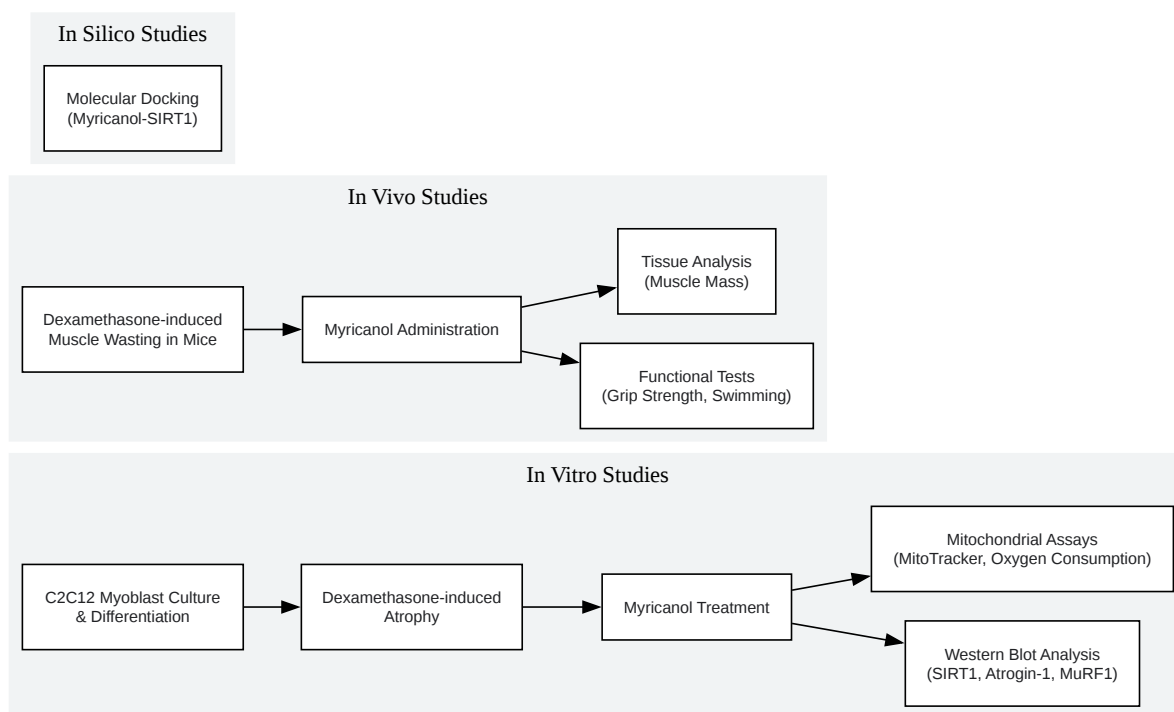 In Silico Studies
Molecular Docking
(Myricanol-SIRT1)
In Vivo Studies
Dexamethasone-induced
Muscle Wasting in Mice
Myricanol Administration
Tissue Analysis
(Muscle Mass)
Functional Tests
(Grip Strength, Swimming)
In Vitro Studies
C2C12 Myoblast Culture
& Differentiation
Dexamethasone-induced
Atrophy
Myricanol Treatment
Mitochondrial Assays
(MitoTracker, Oxygen Consumption)
Western Blot Analysis
(SIRT1, Atrogin-1, MuRF1)